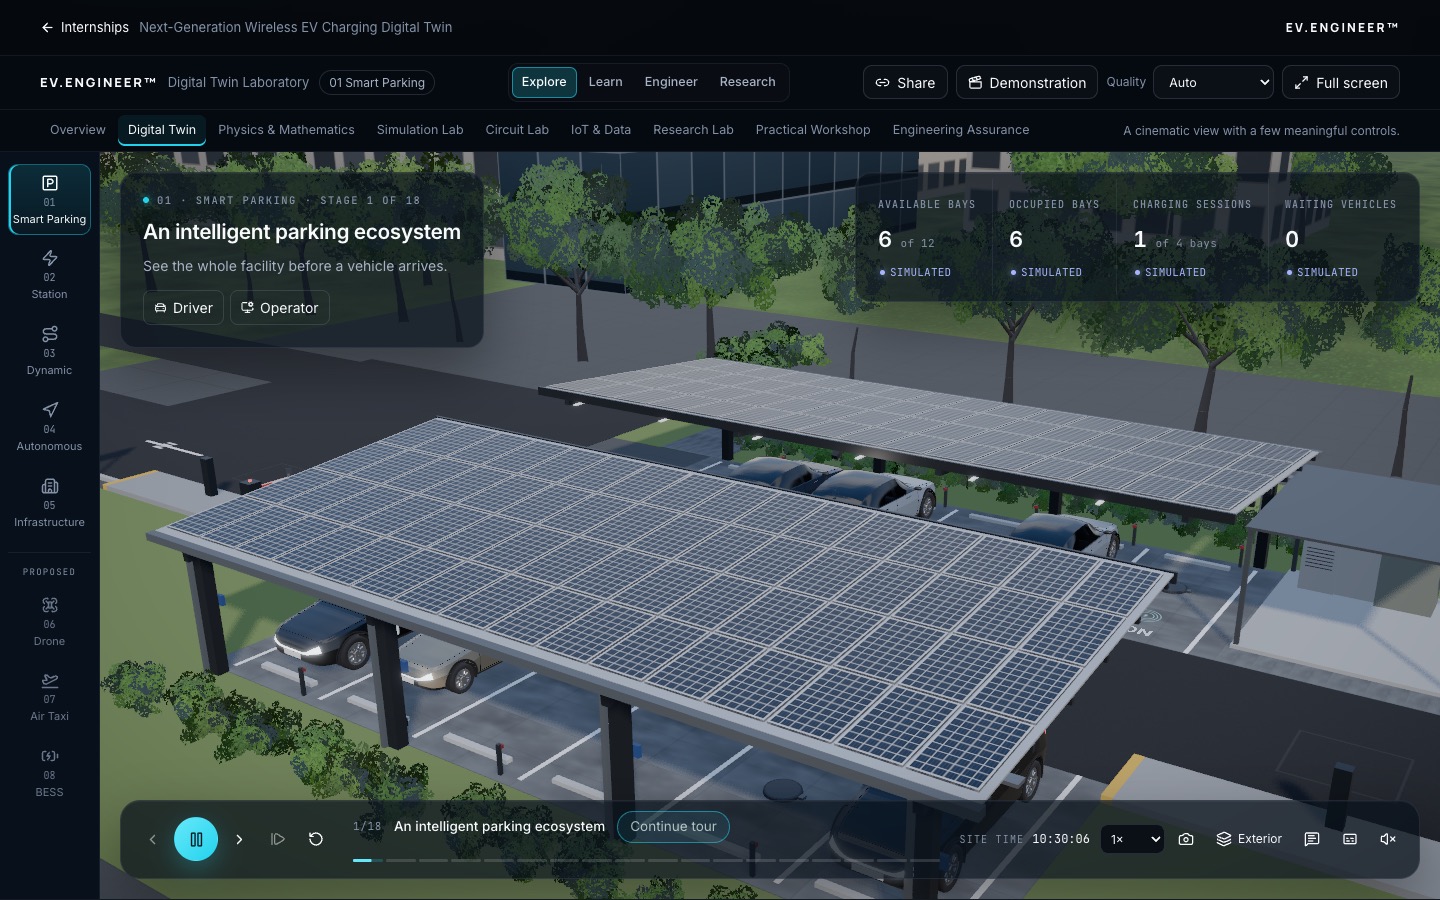 Internships Next-Generation Wireless EV Charging Digital Twin EV.ENGINEER™
EV.ENGINEER™ Digital Twin Laboratory 01 Smart Parking Explore Learn Engineer Research Share Demonstration Quality Auto Full screen
Overview Digital Twin Physics & Mathematics Simulation Lab Circuit Lab IoT & Data Research Lab Practical Workshop Engineering Assurance A cinematic view with a few meaningful controls.
01
Smart Parking
02
Station
03
Dynamic
04
Autonomous
05
Infrastructure
PROPOSED
06
Drone
07
Air Taxi
08
BESS
01 · SMART PARKING · STAGE 1 OF 18
An intelligent parking ecosystem
See the whole facility before a vehicle arrives.
Driver Operator
AVAILABLE BAYS OCCUPIED BAYS CHARGING SESSIONS WAITING VEHICLES
6 of 12 6 1 of 4 bays 0
SIMULATED SIMULATED SIMULATED SIMULATED
1/18 An intelligent parking ecosystem Continue tour
SITE TIME 10:30:06 1× Exterior